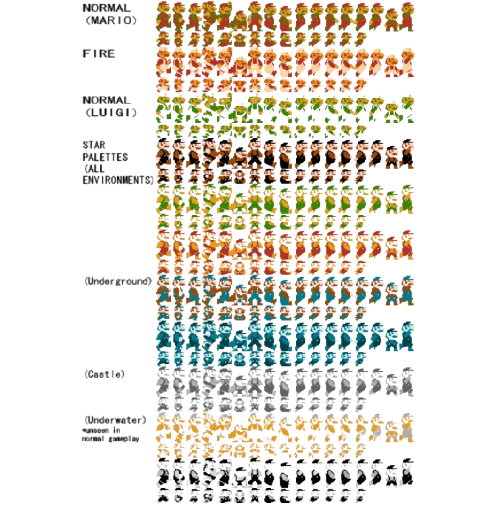 NORMAL
(MARIO)
FIRE
NORMAL
(LUIGI)
STAR
PALETTES
(ALL
ENVIRONMENTS)
(Underground)
(Castle)
(Underwater)
*unseen in
normal gameplay